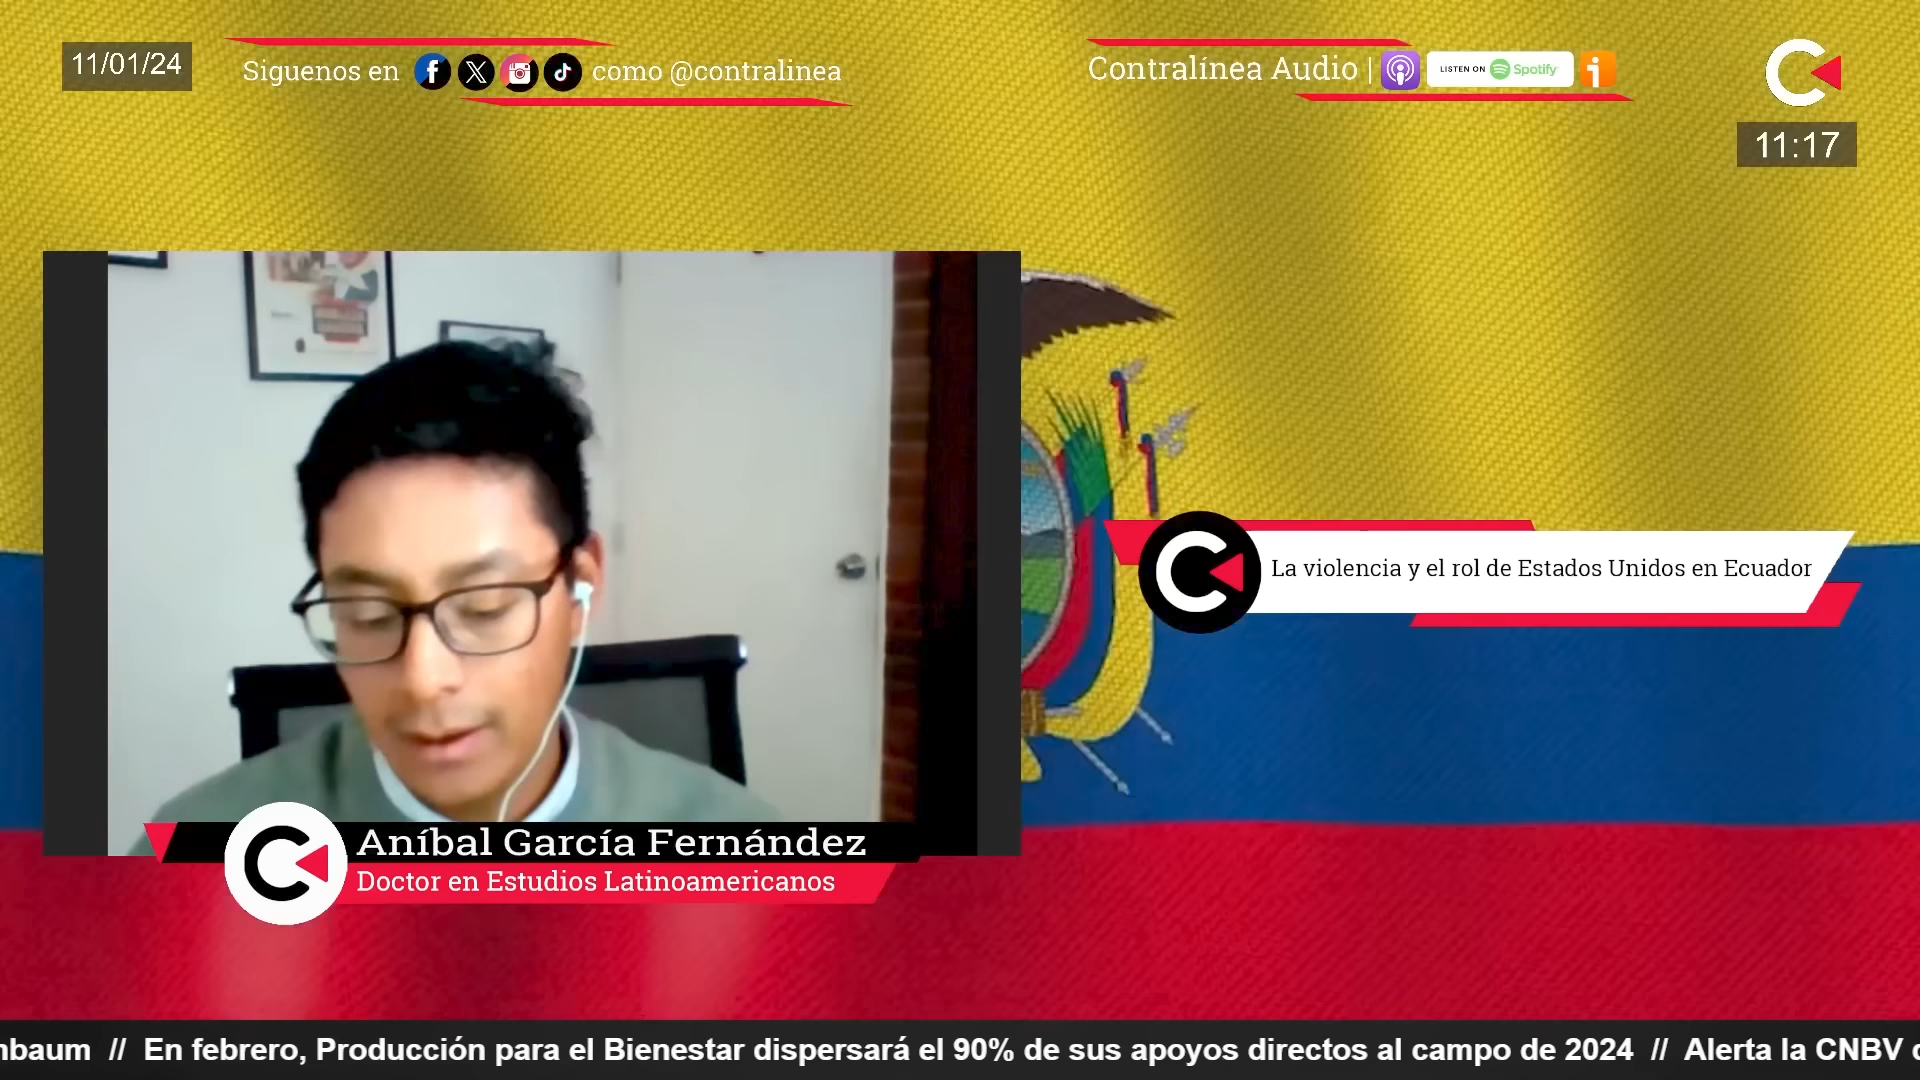 11/01/24
Siguenos en
como @contralinea
Contralínea Audio |
LISTEN ON Spotify
11:17
La violencia y el rol de Estados Unidos en Ecuador
Aníbal García Fernández
Doctor en Estudios Latinoamericanos
nbaum // En febrero, Producción para el Bienestar dispersará el 90% de sus apoyos directos al campo de 2024 // Alerta la CNBV